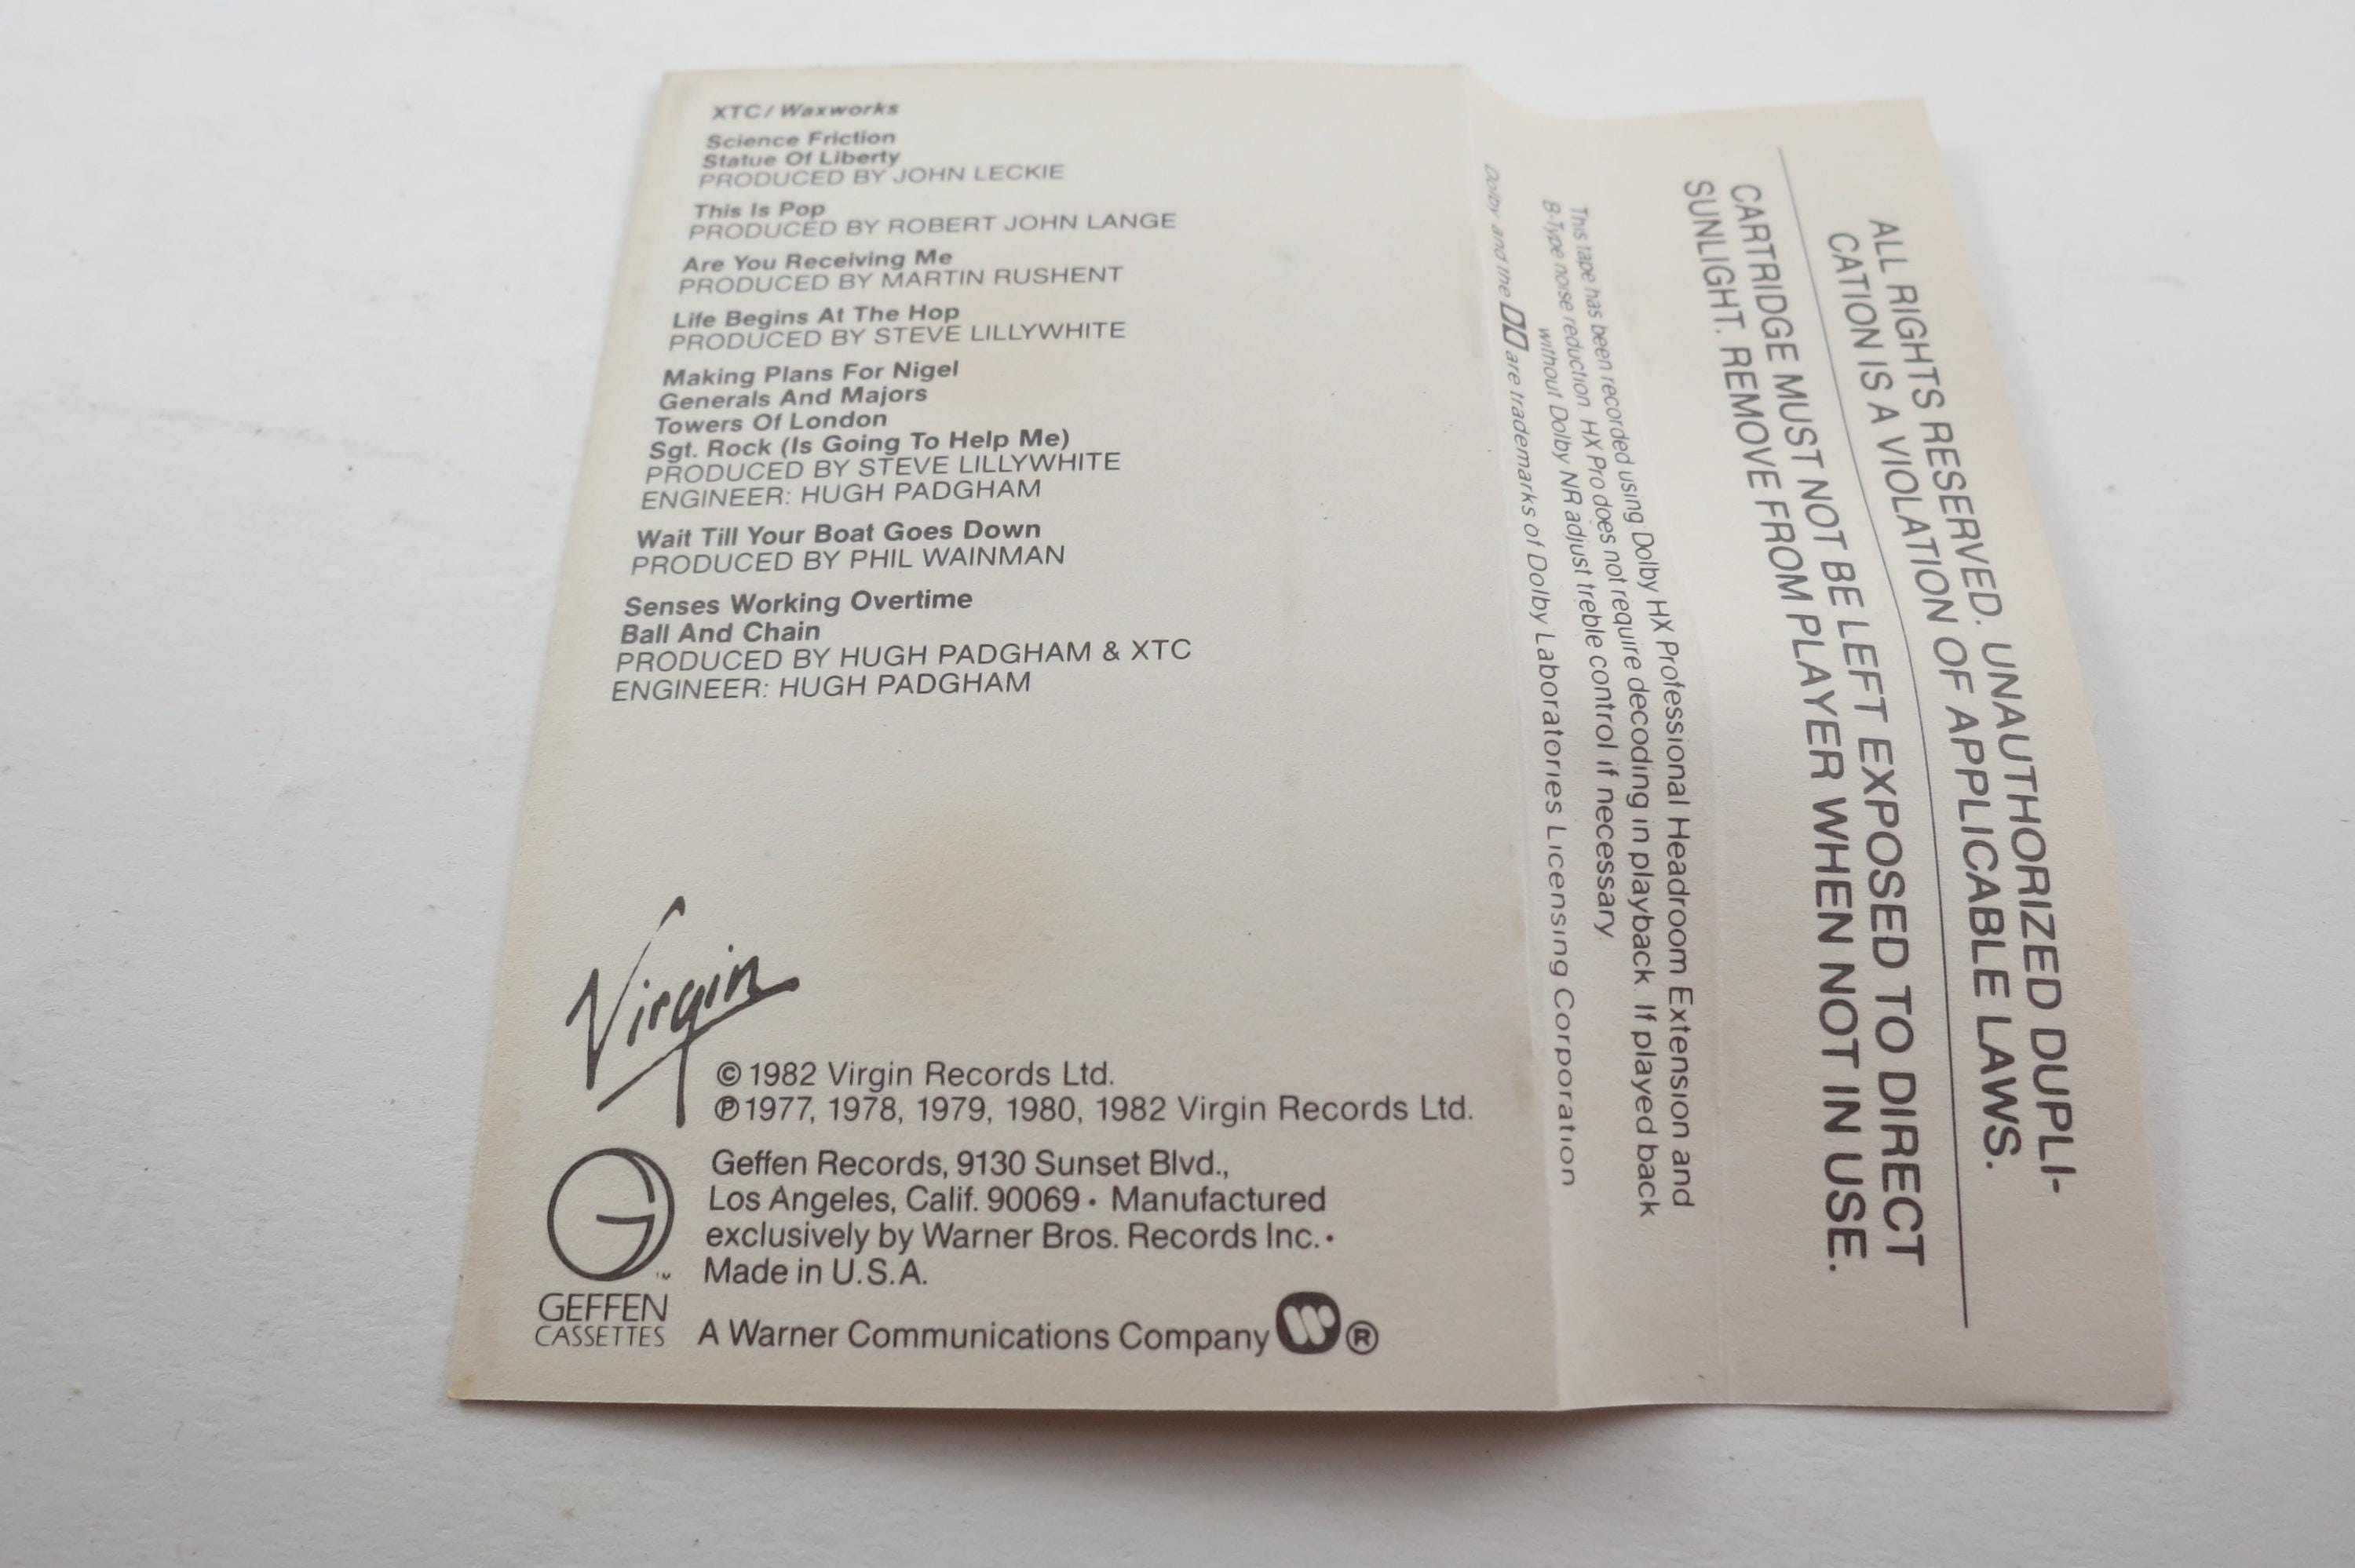 XTC/Waxworks
Science Friction
Statue Of Liberty
PRODUCED BY JOHN LECKIE
This Is Pop
PRODUCED BY ROBERT JOHN LANGE
Are You Receiving Me
PRODUCED BY MARTIN RUSHENT
Life Begins At The Hop
PRODUCED BY STEVE LILLYWHITE
Making Plans For Nigel
Generals And Majors
Towers Of London
Sgt. Rock (Is Going To Help Me)
PRODUCED BY STEVE LILLYWHITE
ENGINEER: HUGH PADGHAM
Wait Till Your Boat Goes Down
PRODUCED BY PHIL WAINMAN
Senses Working Overtime
Ball And Chain
PRODUCED BY HUGH PADGHAM & XTC
ENGINEER: HUGH PADGHAM
Virgin
©1982 Virgin Records Ltd.
℗1977, 1978, 1979, 1980, 1982 Virgin Records Ltd.
G
™
GEFFEN
CASSETTES
Geffen Records, 9130 Sunset Blvd.,
Los Angeles, Calif. 90069 • Manufactured
exclusively by Warner Bros. Records Inc. •
Made in U.S.A.
A Warner Communications Company W ®
This tape has been recorded using Dolby HX Professional Headroom Extension and
B-Type noise reduction. HX Pro does not require decoding in playback. If played back
without Dolby NR adjust treble control if necessary.
Dolby and the DD are trademarks of Dolby Laboratories Licensing Corporation
ALL RIGHTS RESERVED. UNAUTHORIZED DUPLI-
CATION IS A VIOLATION OF APPLICABLE LAWS.
CARTRIDGE MUST NOT BE LEFT EXPOSED TO DIRECT
SUNLIGHT. REMOVE FROM PLAYER WHEN NOT IN USE.